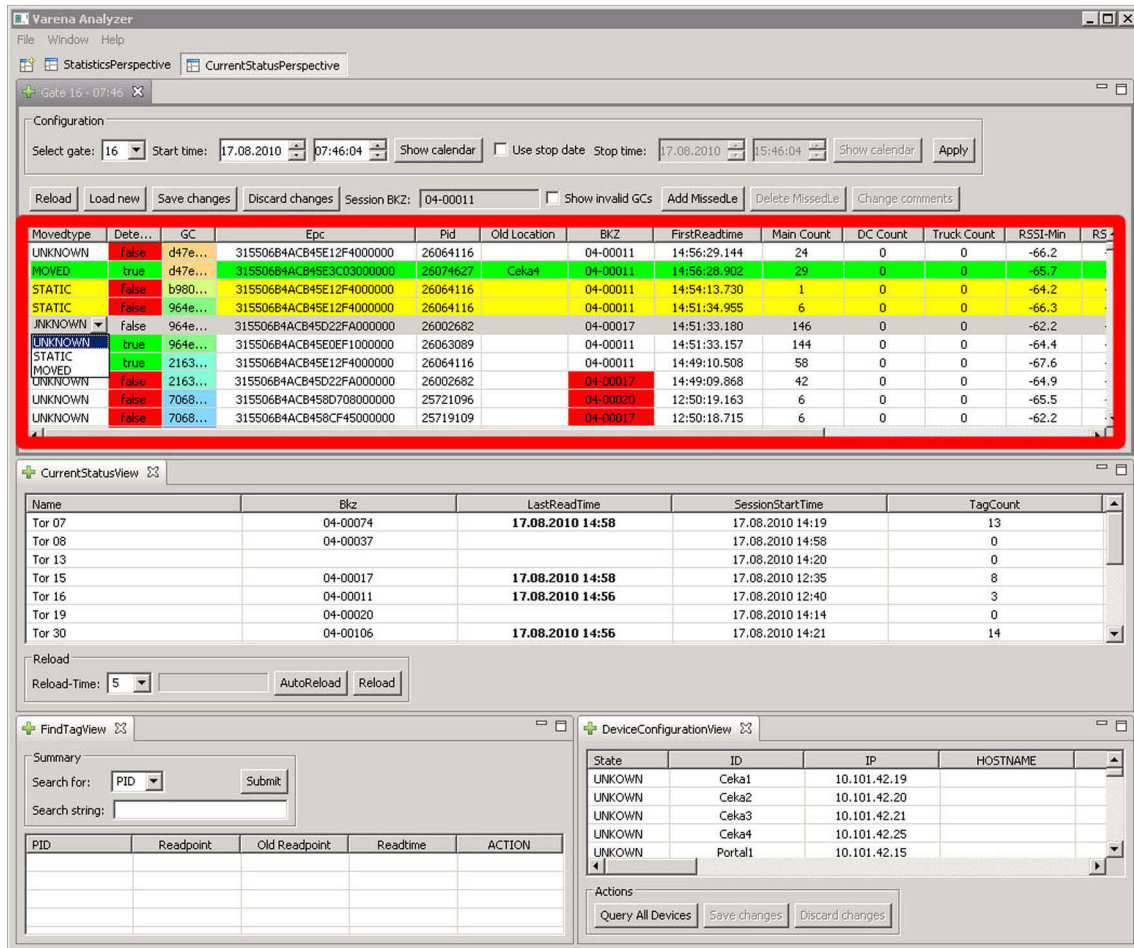 Varena Analyzer
File Window Help
StatisticsPerspective CurrentStatusPerspective
Gate 16 - 07:46
Configuration
Select gate: 16 Start time: 17.08.2010 07:46:04 Show calendar Use stop date Stop time: 17.08.2010 15:46:04 Show calendar Apply
Reload Load new Save changes Discard changes Session BKZ: 04-00011 Show invalid GCs Add MissedLe Delete MissedLe Change comments
Movedtype Dete... GC Epc Pid Old Location BKZ FirstReadtime Main Count DC Count Truck Count RSSI-Min RS
UNKNOWN false d47e... 315506B4ACB45E12F4000000 26064116 04-00011 14:56:29.144 24 0 0 -66.2
MOVED true d47e... 315506B4ACB45E3C03000000 26074627 Ceka4 04-00011 14:56:28.902 29 0 0 -65.7
STATIC false b980... 315506B4ACB45E12F4000000 26064116 04-00011 14:54:13.730 1 0 0 -64.2
STATIC false 964e... 315506B4ACB45E12F4000000 26064116 04-00011 14:51:34.955 6 0 0 -66.3
JNKNOWN false 964e... 315506B4ACB45D22FA000000 26002682 04-00017 14:51:33.180 146 0 0 -62.2
UNKNOWN true 964e... 315506B4ACB45E0EF1000000 26063089 04-00011 14:51:33.157 144 0 0 -64.4
STATIC
MOVED true 2163... 315506B4ACB45E12F4000000 26064116 04-00011 14:49:10.508 58 0 0 -67.6
UNKNOWN false 2163... 315506B4ACB45D22FA000000 26002682 04-00017 14:49:09.868 42 0 0 -64.9
UNKNOWN false 7068... 315506B4ACB458D708000000 25721096 04-00020 12:50:19.163 6 0 0 -65.5
UNKNOWN false 7068... 315506B4ACB458CF45000000 25719109 04-00017 12:50:18.715 6 0 0 -62.2
CurrentStatusView
Name Bkz LastReadTime SessionStartTime TagCount
Tor 07 04-00074 17.08.2010 14:58 17.08.2010 14:19 13
Tor 08 04-00037 17.08.2010 14:58 0
Tor 13 17.08.2010 14:20 0
Tor 15 04-00017 17.08.2010 14:58 17.08.2010 12:35 8
Tor 16 04-00011 17.08.2010 14:56 17.08.2010 12:40 3
Tor 19 04-00020 17.08.2010 14:14 0
Tor 30 04-00106 17.08.2010 14:56 17.08.2010 14:21 14
Reload
Reload-Time: 5 AutoReload Reload
FindTagView
Summary
Search for: PID Submit
Search string:
PID Readpoint Old Readpoint Readtime ACTION
DeviceConfigurationView
State ID IP HOSTNAME
UNKOWN Ceka1 10.101.42.19
UNKOWN Ceka2 10.101.42.20
UNKOWN Ceka3 10.101.42.21
UNKOWN Ceka4 10.101.42.25
UNKOWN Portal1 10.101.42.15
Actions
Query All Devices Save changes Discard changes